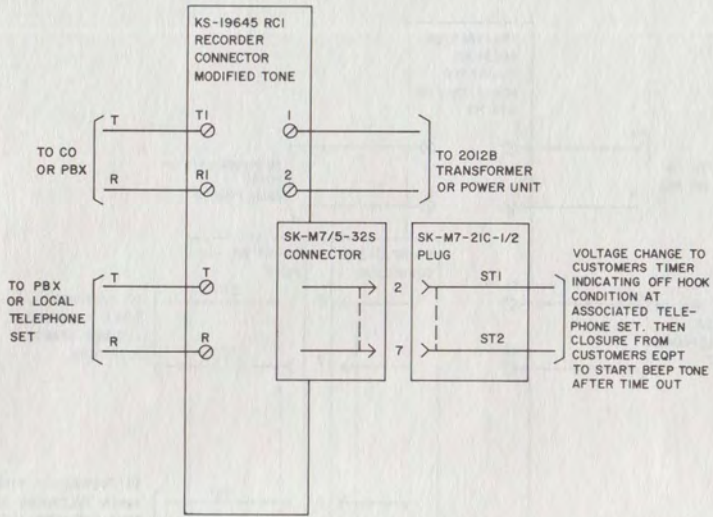 KS-19645 RC1
RECORDER
CONNECTOR
MODIFIED TONE
T
T1
1
TO CO
OR PBX
R
R1
2
TO 2012B
TRANSFORMER
OR POWER UNIT
SK-M7/5-32S
CONNECTOR
SK-M7-21C-1/2
PLUG
TO PBX
OR LOCAL
TELEPHONE
SET
T
T
R
R
2
ST1
7
ST2
VOLTAGE CHANGE TO
CUSTOMERS TIMER
INDICATING OFF HOOK
CONDITION AT
ASSOCIATED TELE-
PHONE SET. THEN
CLOSURE FROM
CUSTOMERS EQPT
TO START BEEP TONE
AFTER TIME OUT